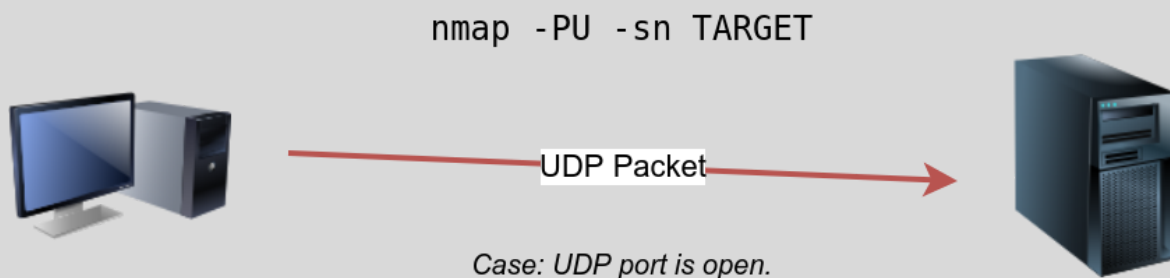 nmap -PU -sn TARGET
UDP Packet
Case: UDP port is open.